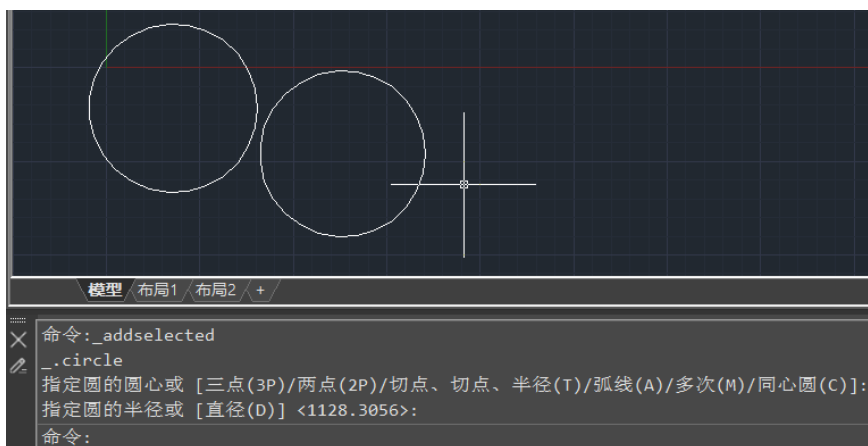 模型 布局1 布局2 +
命令:_addselected
_.circle
指定圆的圆心或 [三点(3P)/两点(2P)/切点、切点、半径(T)/弧线(A)/多次(M)/同心圆(C)]:
指定圆的半径或 [直径(D)] <1128.3056>:
命令: